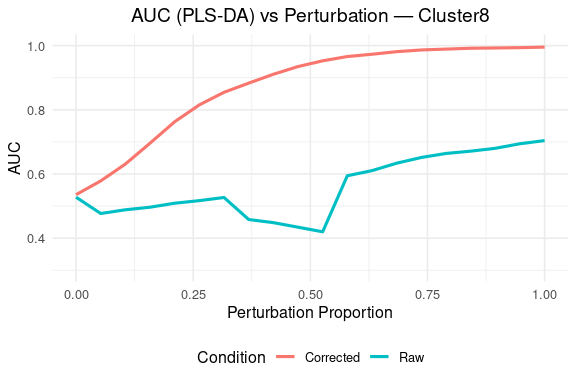 AUC (PLS-DA) vs Perturbation — Cluster8
AUC
1.0
0.8
0.6
0.4
0.00 0.25 0.50 0.75 1.00
Perturbation Proportion
Condition Corrected Raw